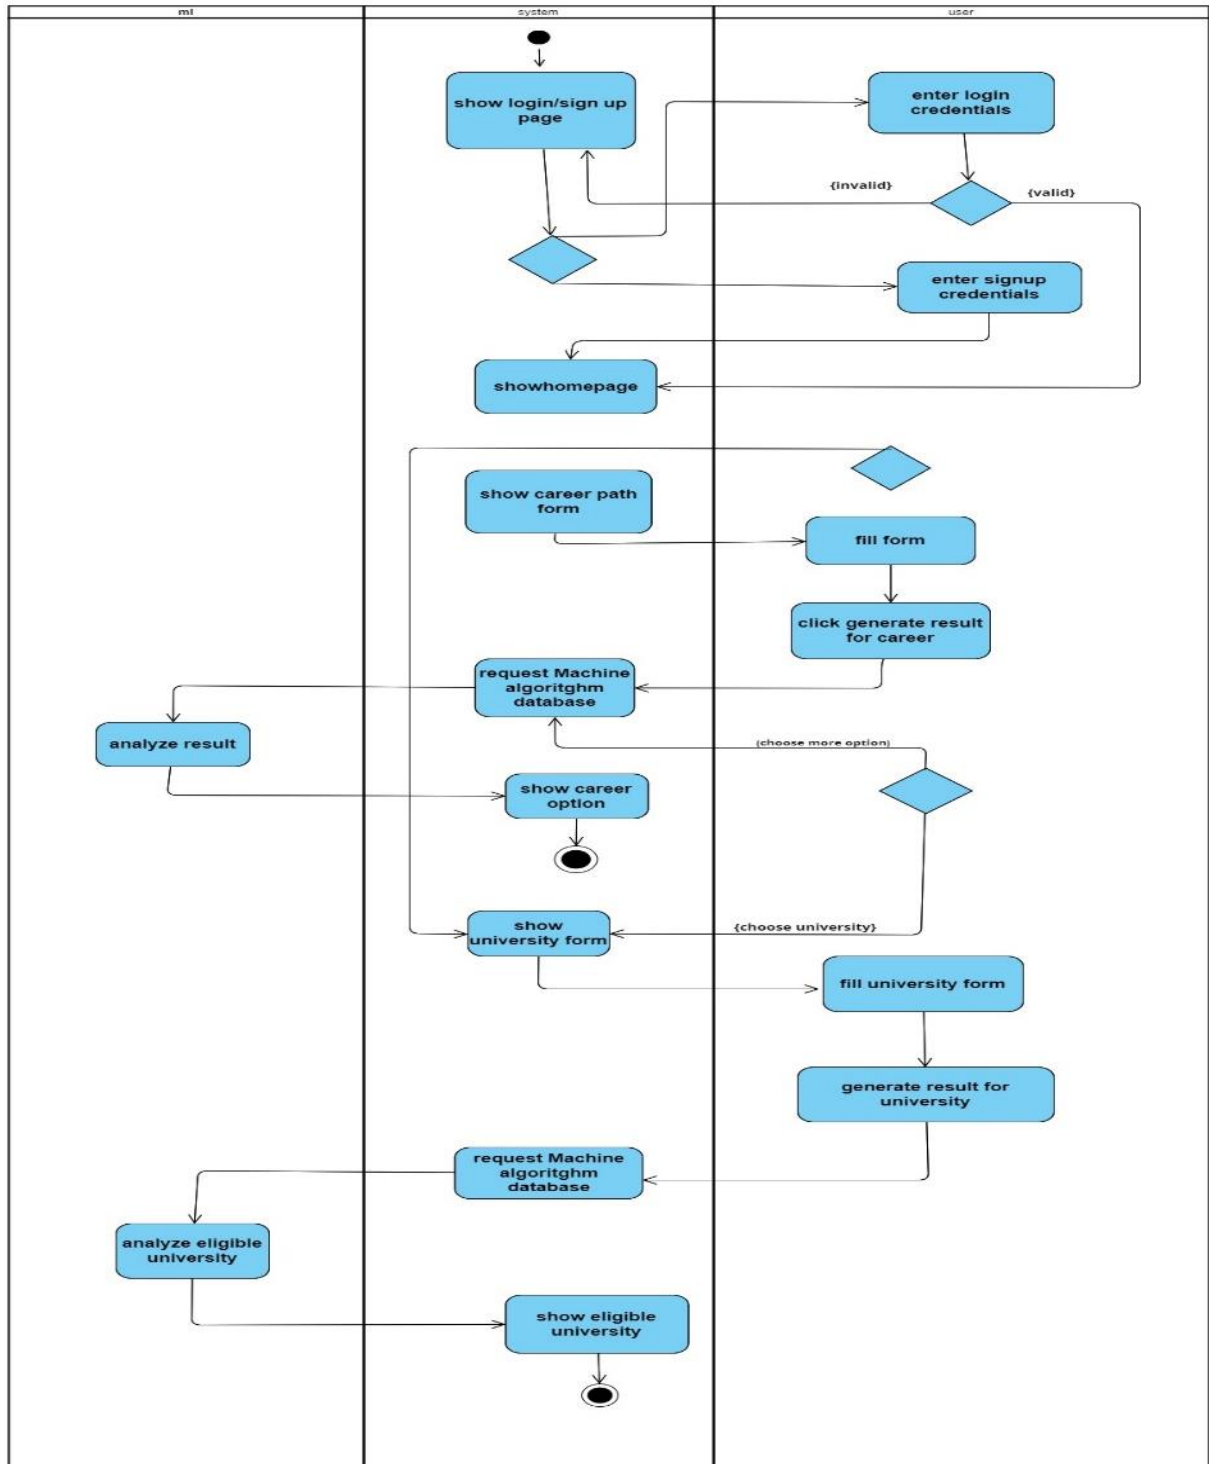 ml
system
user
show login/sign up
page
enter login
credentials
{invalid}
{valid}
enter signup
credentials
showhomepage
show career path
form
fill form
click generate result
for career
request Machine
algoritghm
database
analyze result
(choose more option)
show career
option
show
university form
{choose university}
fill university form
generate result for
university
request Machine
algoritghm
database
analyze eligible
university
show eligible
university